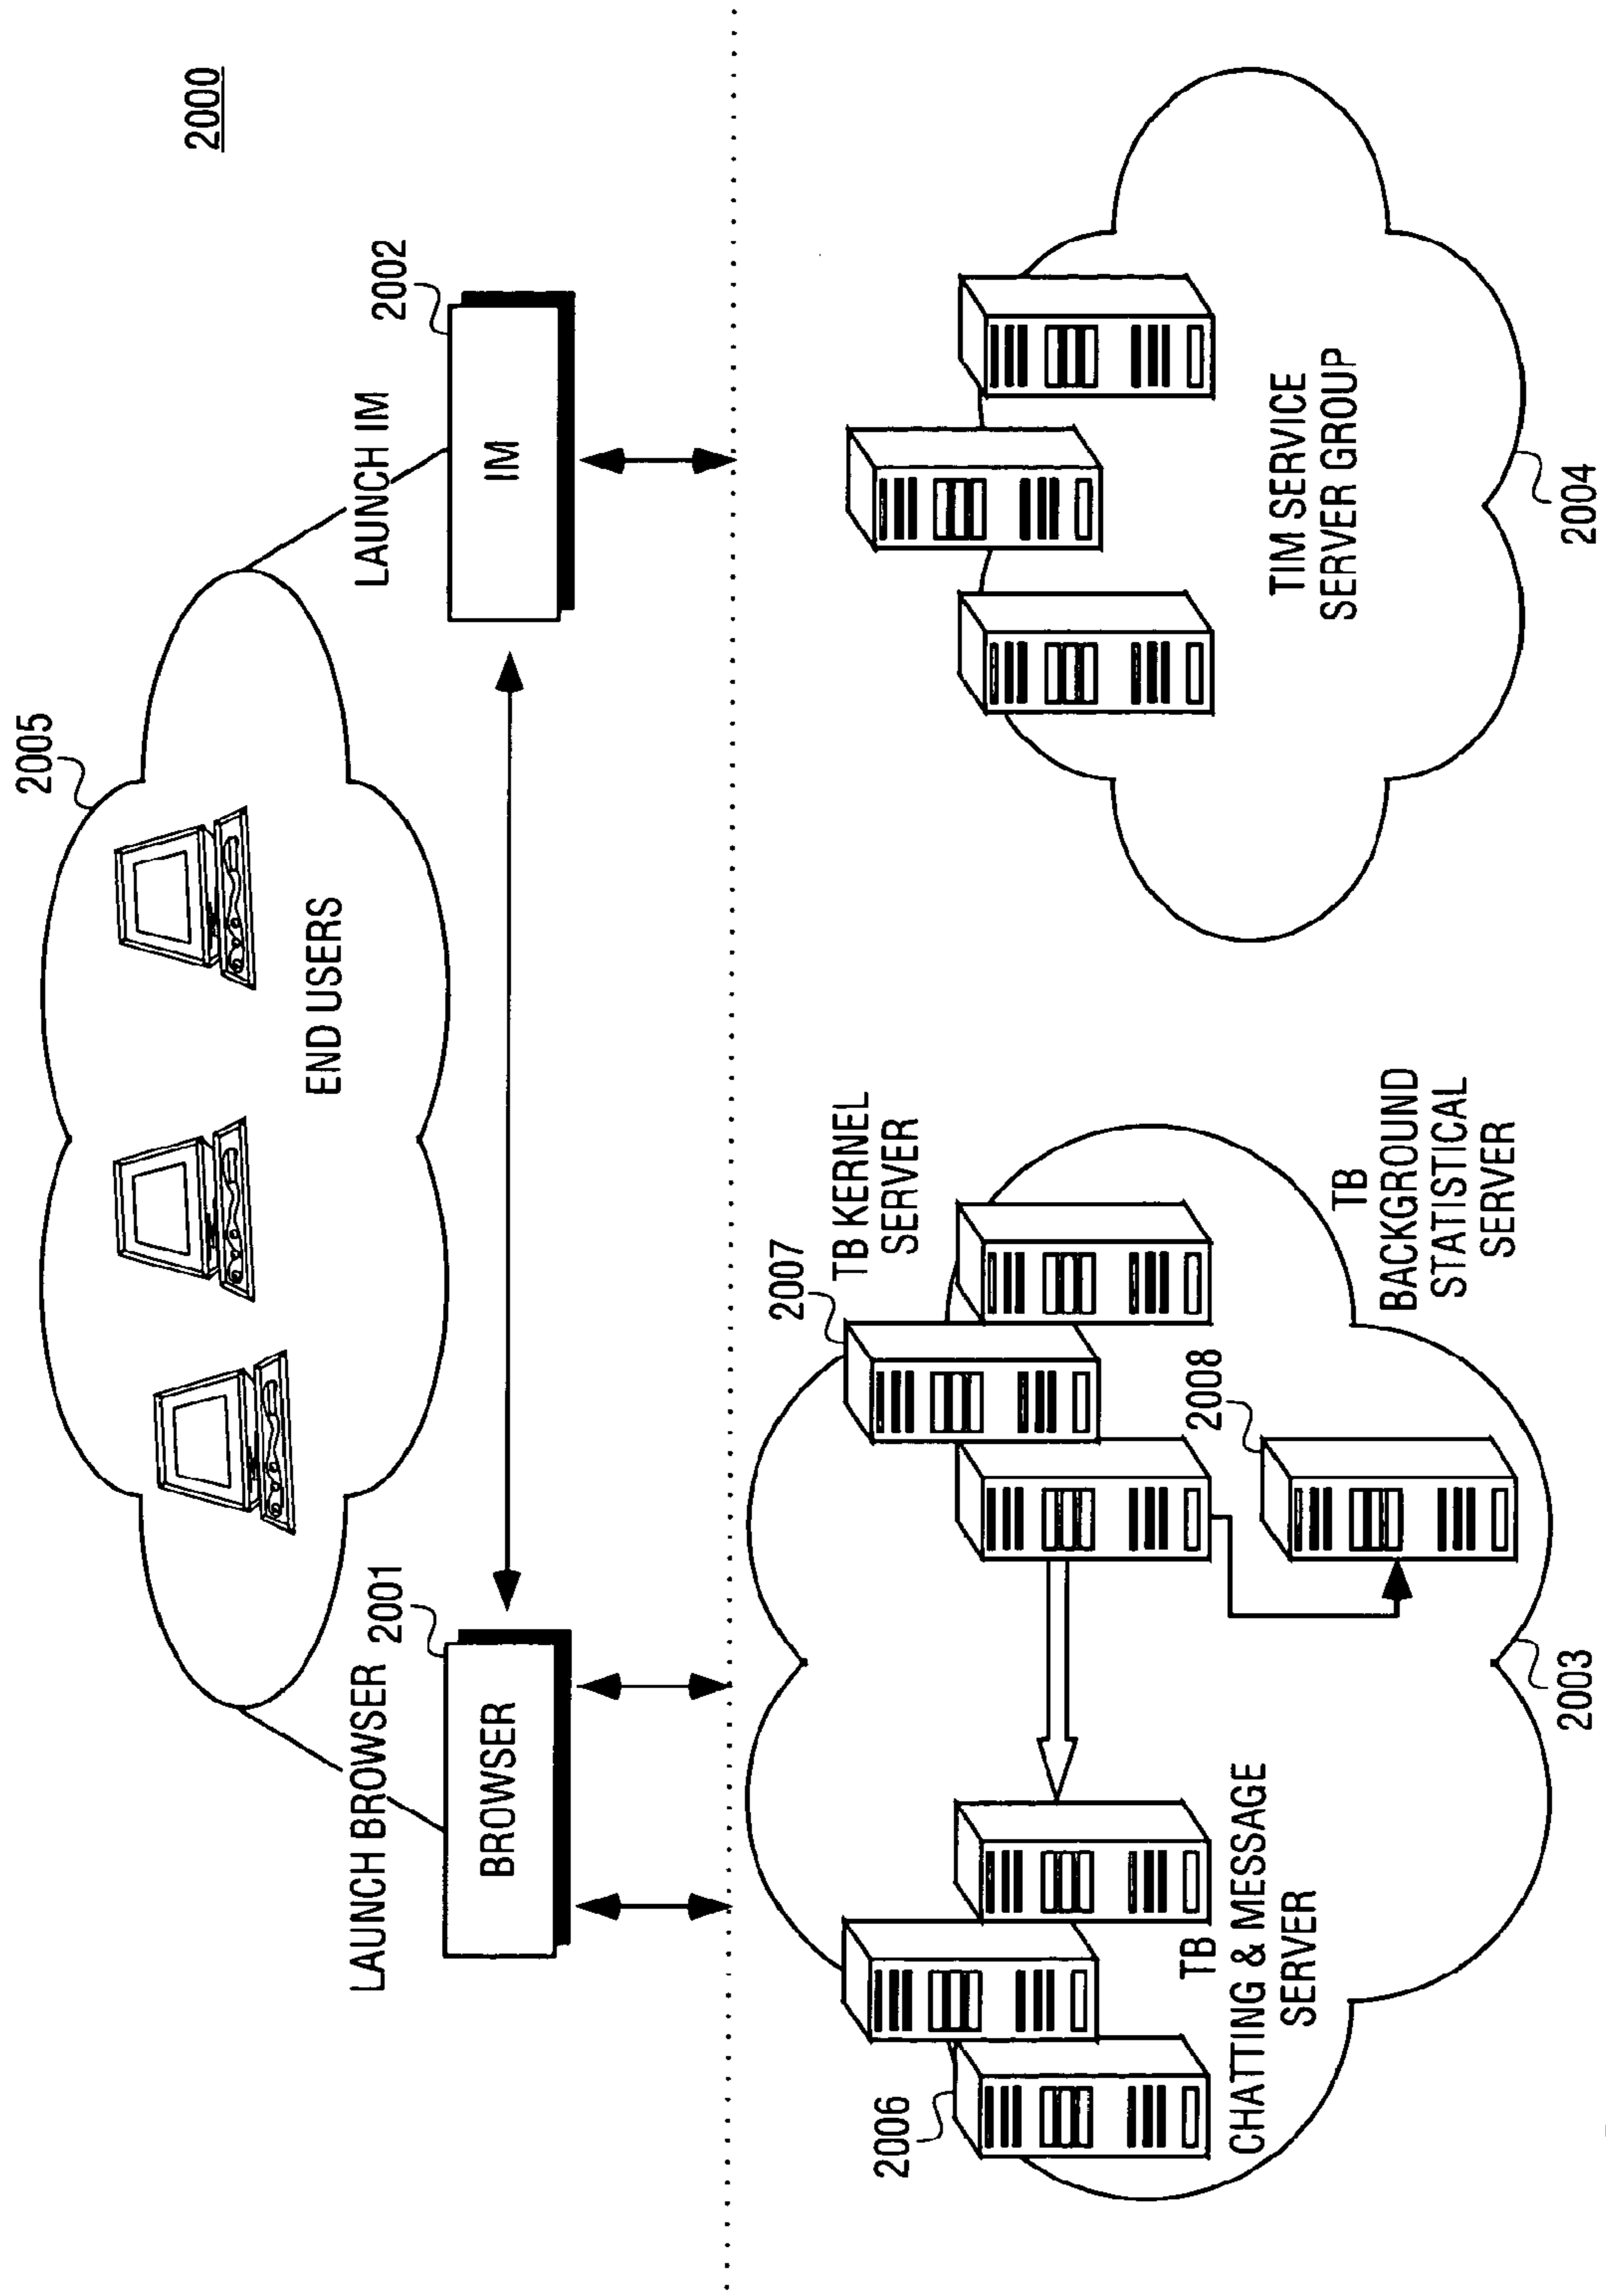 2000
2005
END USERS
LAUNCH BROWSER
2001
BROWSER
LAUNCH IM
2002
IM
2006
TB
CHATTING & MESSAGE
SERVER
2007
TB KERNEL
SERVER
2008
TB
BACKGROUND
STATISTICAL
SERVER
2003
TIM SERVICE
SERVER GROUP
2004